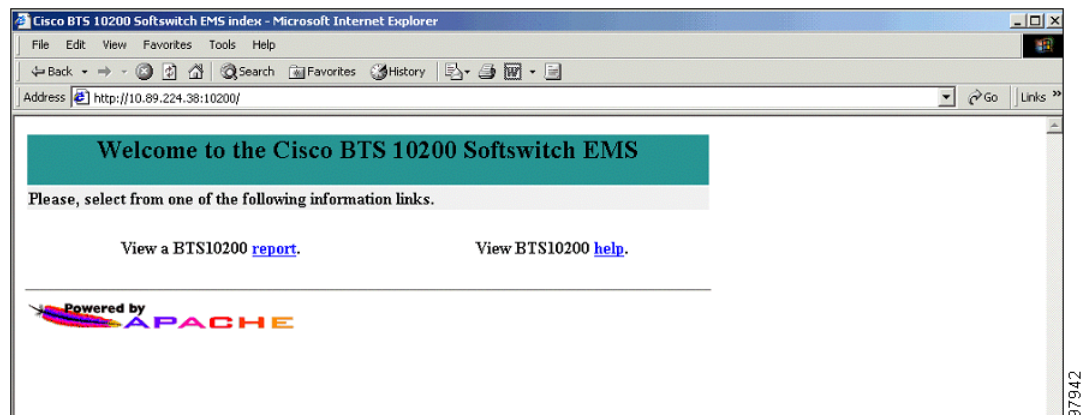 Cisco BTS 10200 Softswitch EMS index - Microsoft Internet Explorer
File Edit View Favorites Tools Help
Back Search Favorites History
Address http://10.89.224.38:10200/ Go Links »
Welcome to the Cisco BTS 10200 Softswitch EMS
Please, select from one of the following information links.
View a BTS10200 report. View BTS10200 help.
Powered by
APACHE
97942